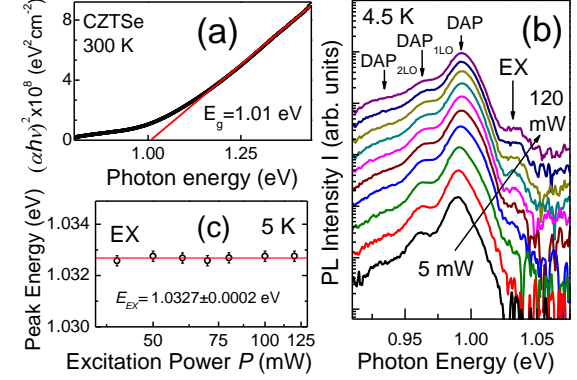 CZTSe
300 K
(a)
(αhν)²x10⁸ (eV²cm⁻²)
8
4
0
E_g=1.01 eV
1.00
1.25
Photon energy (eV)
4.5 K
DAP
(b)
DAP_1LO
DAP_2LO
EX
120
mW
5 mW
PL Intensity I (arb. units)
0.95
1.00
1.05
Photon Energy (eV)
EX
(c)
5 K
Peak Energy (eV)
1.034
1.032
1.030
E_EX= 1.0327±0.0002 eV
50
75
100
125
Excitation Power P (mW)